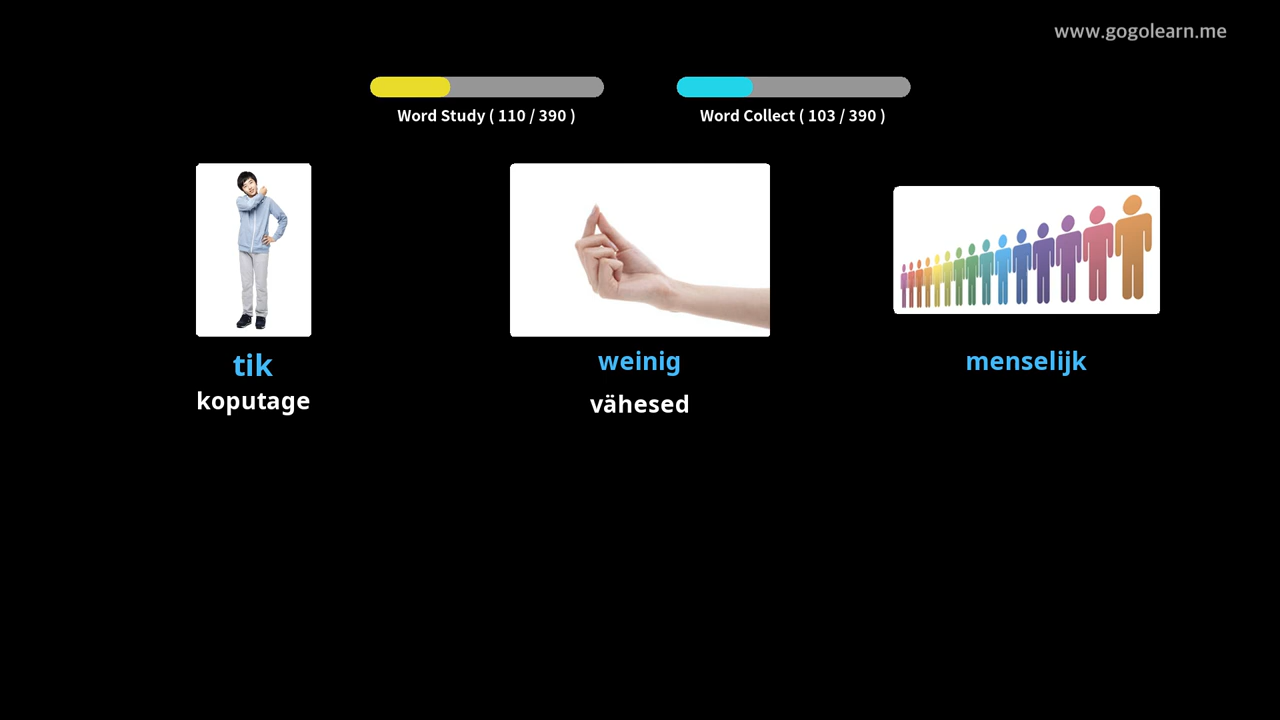 www.gogolearn.me
Word Study ( 110 / 390 )
Word Collect ( 103 / 390 )
tik
koputage
weinig
vähesed
menselijk